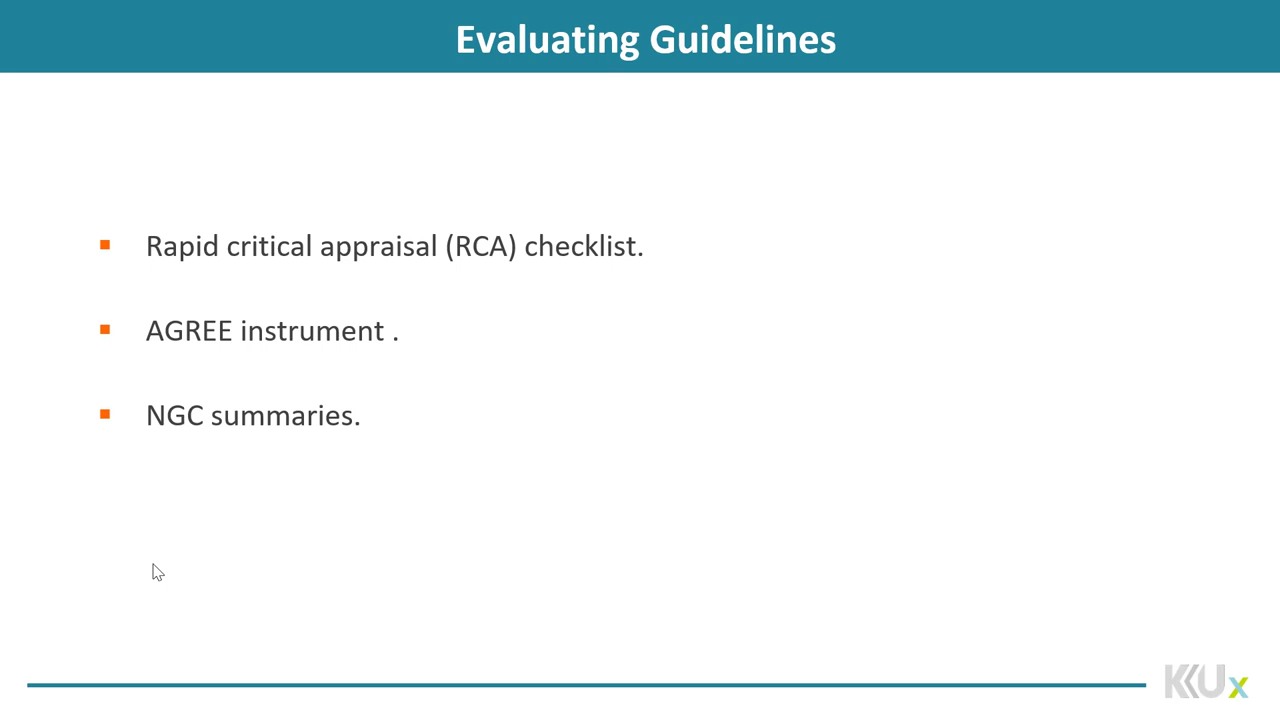 Evaluating Guidelines
Rapid critical appraisal (RCA) checklist.
AGREE instrument .
NGC summaries.
KKUx